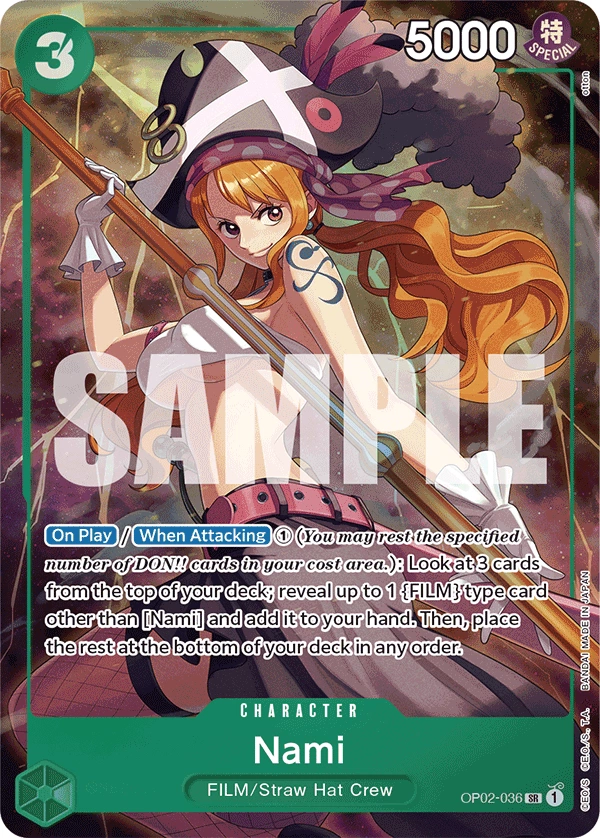 3
5000
特
SPECIAL
otton
SAMPLE
On Play / When Attacking ① (You may rest the specified
number of DON!! cards in your cost area.): Look at 3 cards
from the top of your deck; reveal up to 1 {FILM} type card
other than [Nami] and add it to your hand. Then, place
the rest at the bottom of your deck in any order.
©EO/S ©E.O./S., T.A. BANDAI MADE IN JAPAN
CHARACTER
Nami
FILM/Straw Hat Crew
OP02-036 SR 1